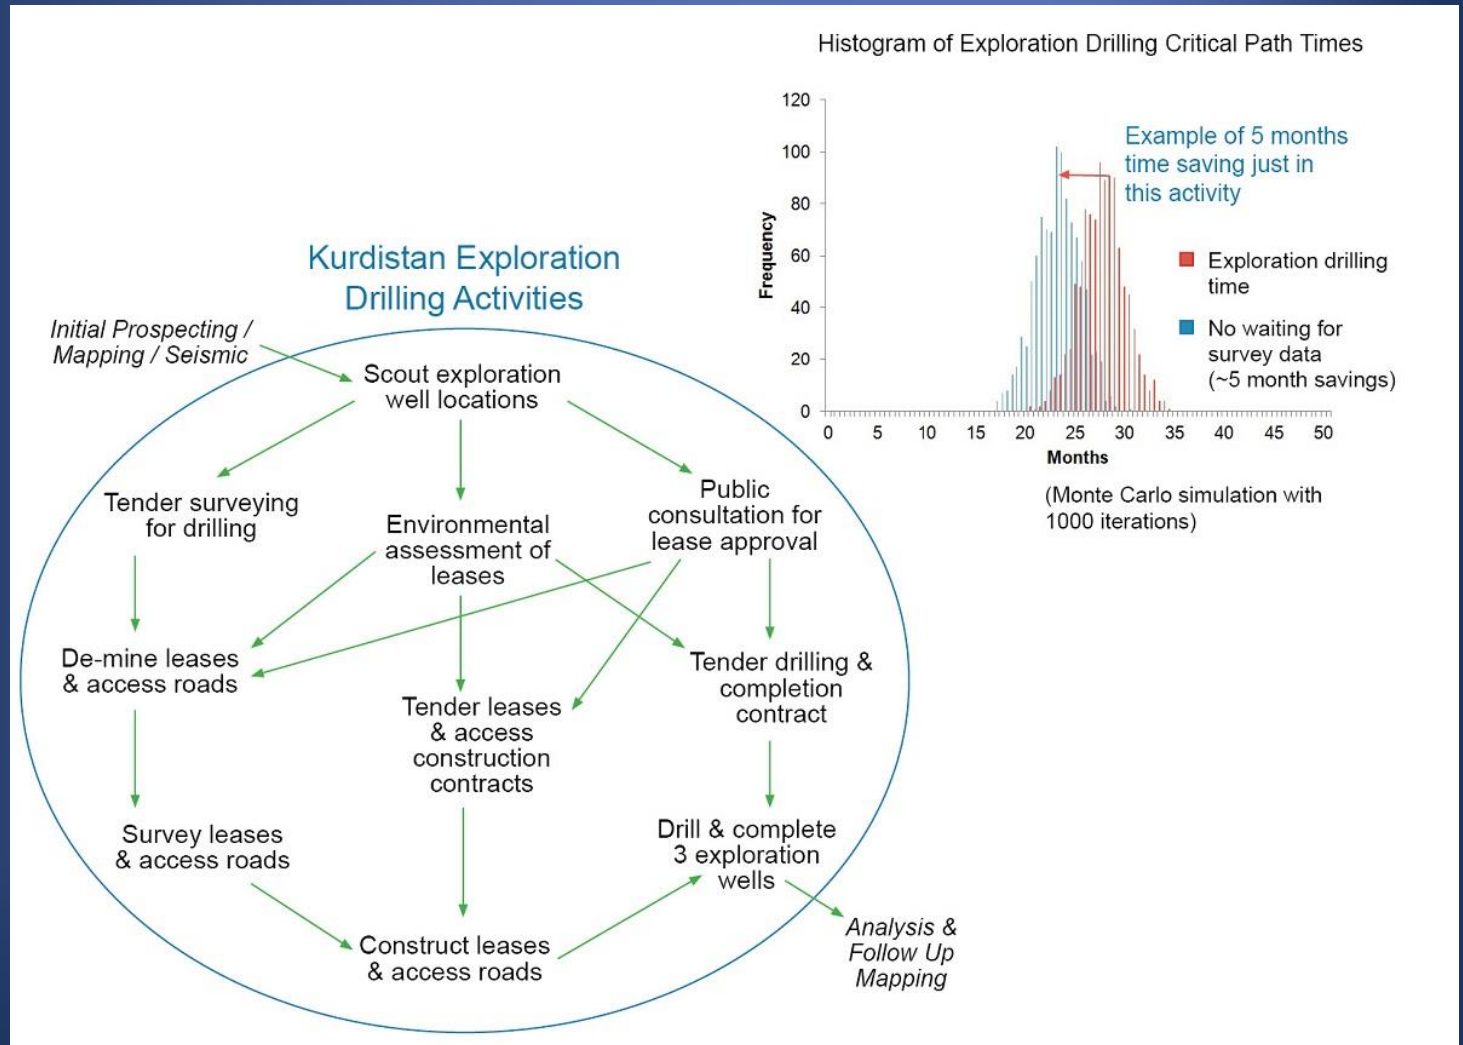 Histogram of Exploration Drilling Critical Path Times
120
100
80
60
40
20
0
Frequency
0 5 10 15 20 25 30 35 40 45 50
Months
Example of 5 months
time saving just in
this activity
Exploration drilling
time
No waiting for
survey data
(~5 month savings)
(Monte Carlo simulation with
1000 iterations)
Kurdistan Exploration
Drilling Activities
Initial Prospecting /
Mapping / Seismic
Scout exploration
well locations
Tender surveying
for drilling
Environmental
assessment of
leases
Public
consultation for
lease approval
De-mine leases
& access roads
Tender leases
& access
construction
contracts
Tender drilling &
completion
contract
Survey leases
& access roads
Drill & complete
3 exploration
wells
Construct leases
& access roads
Analysis &
Follow Up
Mapping